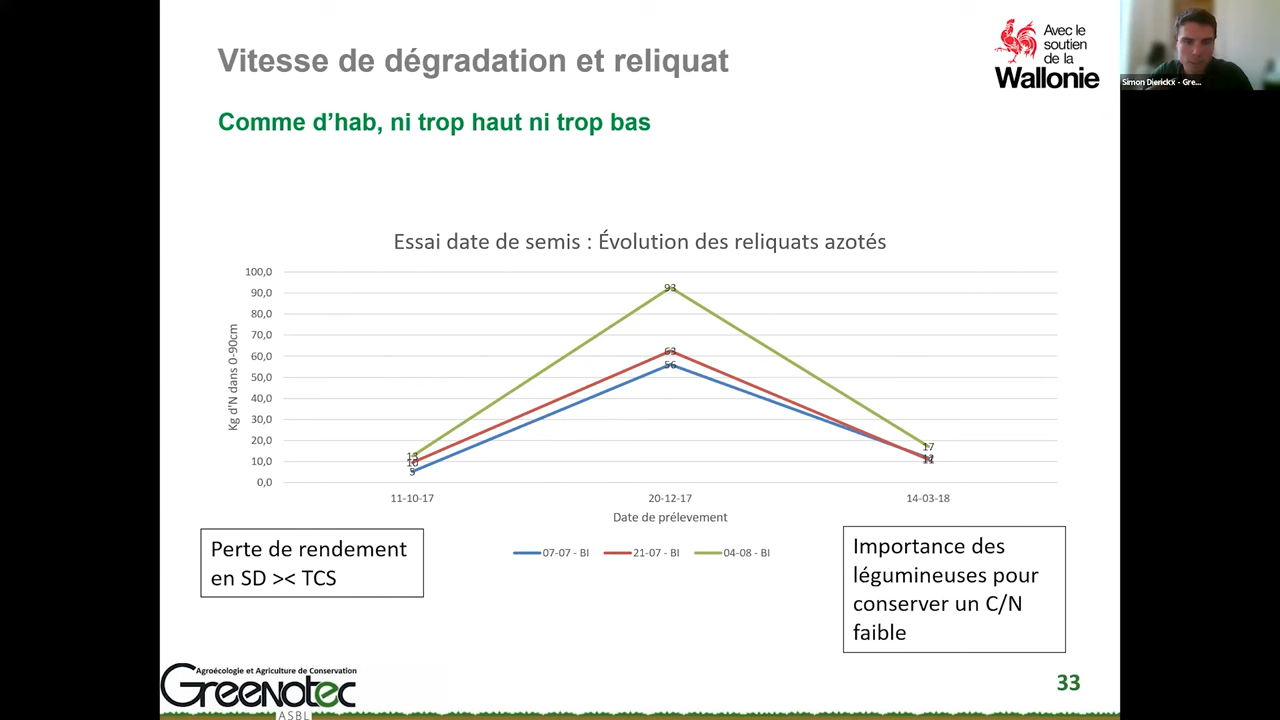 Vitesse de dégradation et reliquat
Avec le
soutien
de la
Wallonie
Simon Dierickx - Gre...
Comme d'hab, ni trop haut ni trop bas
Essai date de semis : Évolution des reliquats azotés
Kg d'N dans 0-90cm
100,0
90,0
80,0
70,0
60,0
50,0
40,0
30,0
20,0
10,0
0,0
93
63
56
13
10
5
17
11
11-10-17
20-12-17
14-03-18
Date de prélevement
07-07 - BI
21-07 - BI
04-08 - BI
Perte de rendement
en SD >< TCS
Importance des
légumineuses pour
conserver un C/N
faible
Agroécologie et Agriculture de Conservation
Greenotec
ASBL
33